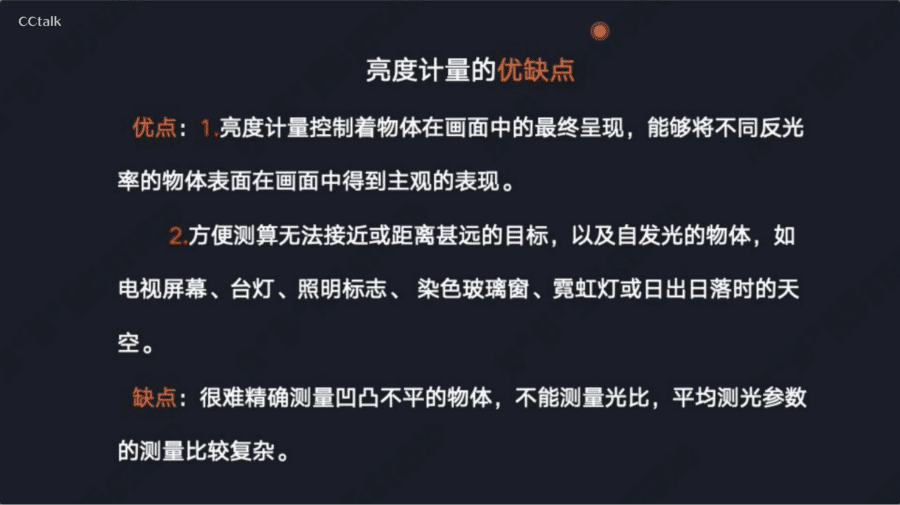 CCtalk
亮度计量的优缺点
优点：1.亮度计量控制着物体在画面中的最终呈现，能够将不同反光
率的物体表面在画面中得到主观的表现。
2.方便测算无法接近或距离甚远的目标，以及自发光的物体，如
电视屏幕、台灯、照明标志、染色玻璃窗、霓虹灯或日出日落时的天
空。
缺点：很难精确测量凹凸不平的物体，不能测量光比，平均测光参数
的测量比较复杂。